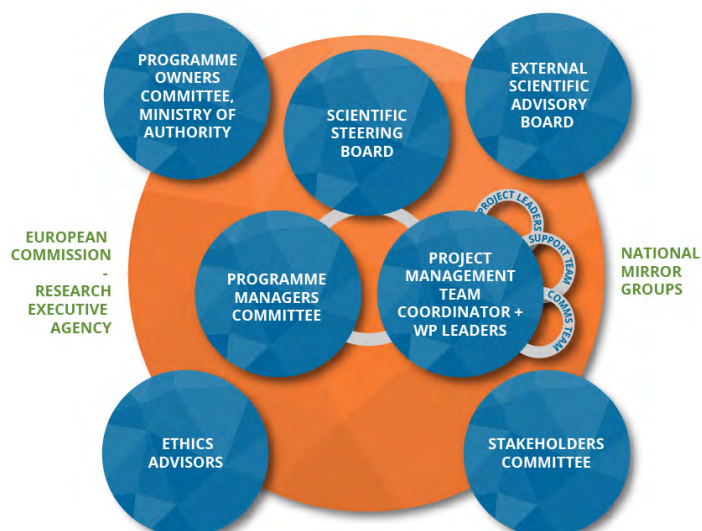 PROGRAMME
OWNERS
COMMITTEE,
MINISTRY OF
AUTHORITY
SCIENTIFIC
STEERING
BOARD
EXTERNAL
SCIENTIFIC
ADVISORY
BOARD
EUROPEAN
COMMISSION
-
RESEARCH
EXECUTIVE
AGENCY
PROGRAMME
MANAGERS
COMMITTEE
PROJECT
MANAGEMENT
TEAM
COORDINATOR +
WP LEADERS
PROJECT LEADERS
SUPPORT TEAM
COMMS TEAM
NATIONAL
MIRROR
GROUPS
ETHICS
ADVISORS
STAKEHOLDERS
COMMITTEE